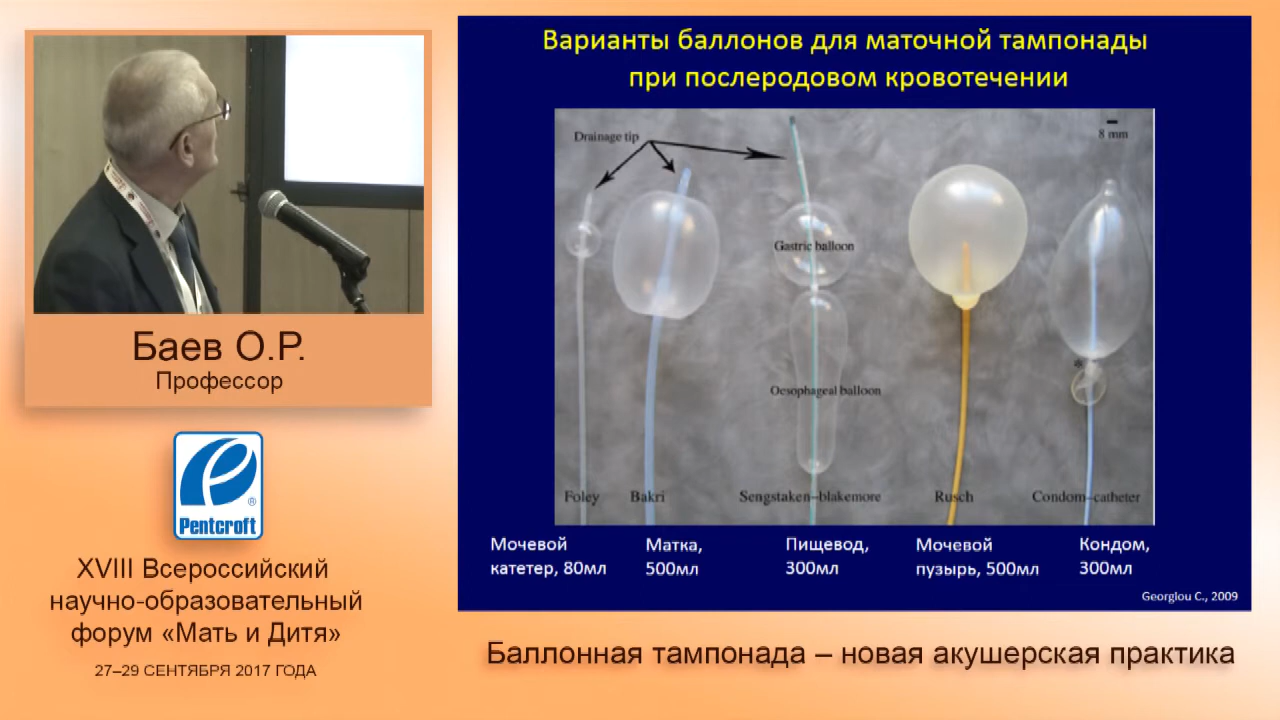 Баев О.Р.
Профессор
Pentcroft
®
XVIII Всероссийский
научно-образовательный
форум «Мать и Дитя»
27–29 СЕНТЯБРЯ 2017 ГОДА
Варианты баллонов для маточной тампонады
при послеродовом кровотечении
Drainage tip
8 mm
Gastric balloon
Oesophageal balloon
*
Foley Bakri Sengstaken–blakemore Rusch Condom–catheter
Мочевой
катетер, 80мл
Матка,
500мл
Пищевод,
300мл
Мочевой
пузырь, 500мл
Кондом,
300мл
Georglou C., 2009
Баллонная тампонада – новая акушерская практика